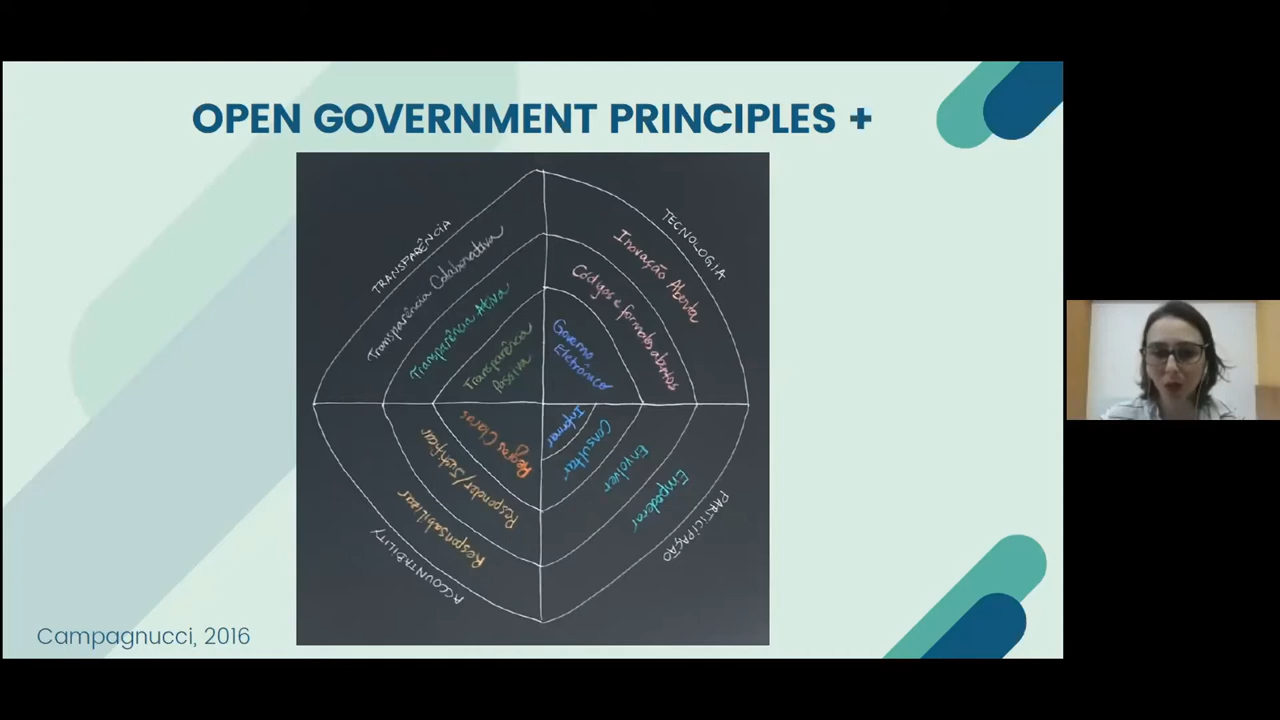 OPEN GOVERNMENT PRINCIPLES +
TRANSPARÊNCIA
Transparência Colaborativa
Transparência Ativa
Transparência
Passiva
TECNOLOGIA
Inovação Aberta
Códigos e formatos abertos
Governo
Eletrônico
Regras Claras
Responder/Justificar
Responsabilizar
ACCOUNTABILITY
Informar
Consultar
Envolver
Empoderar
PARTICIPAÇÃO
Campagnucci, 2016